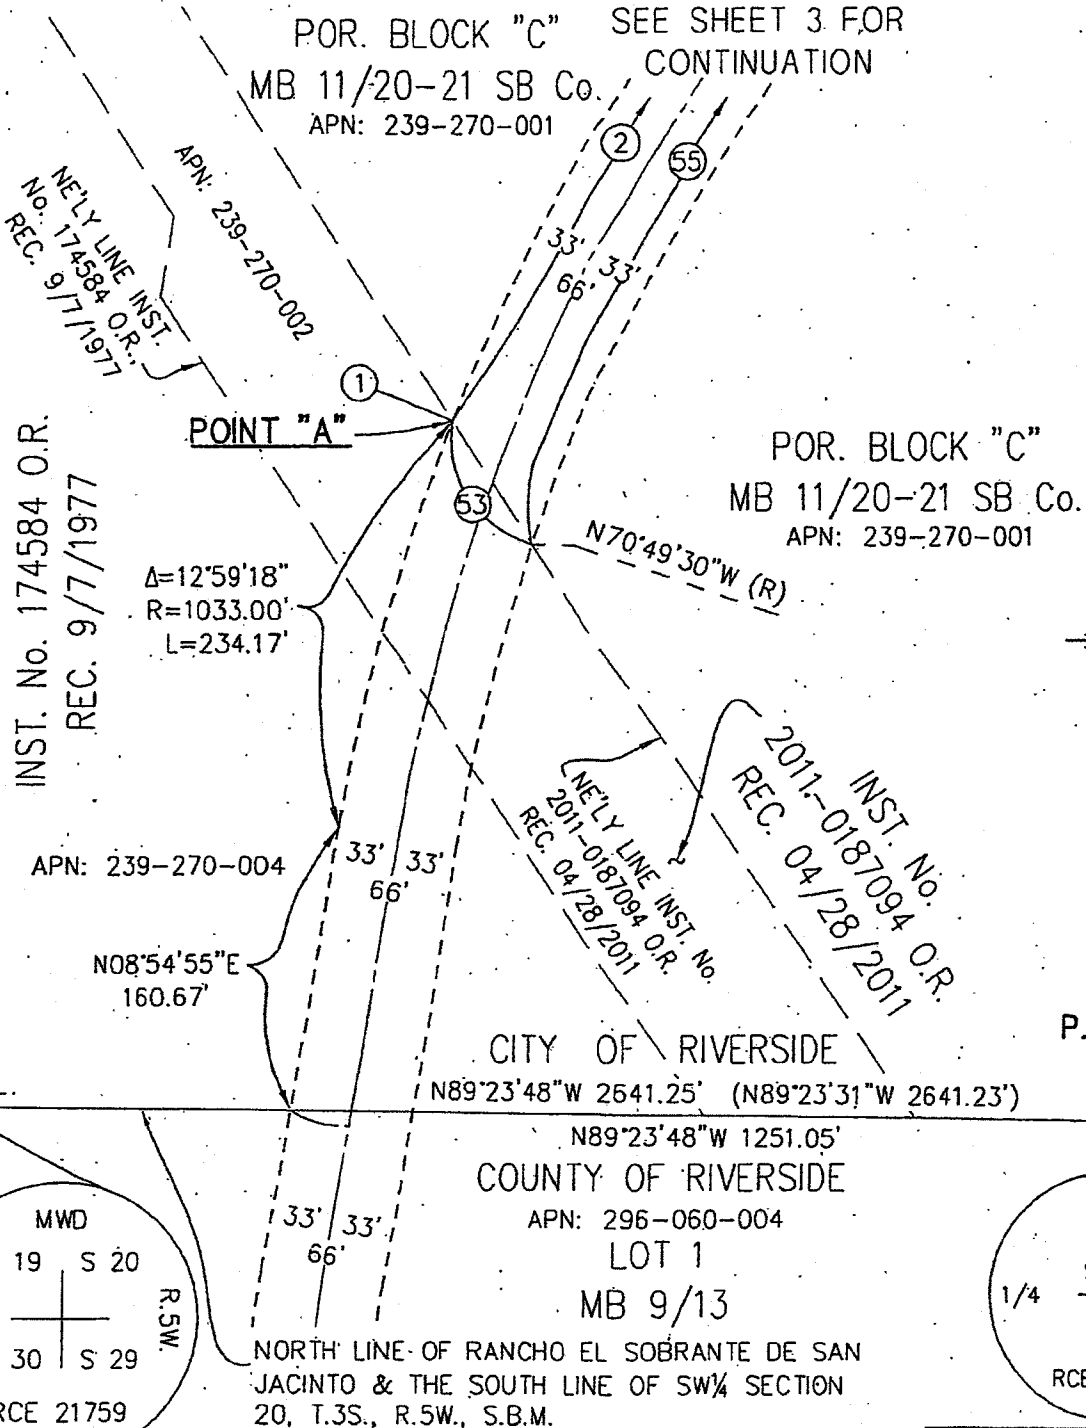 POR. BLOCK "C"
MB 11/20-21 SB Co.
APN: 239-270-001
SEE SHEET 3 FOR
CONTINUATION
2
55
APN: 239-270-002
NE'LY LINE INST.
No. 174584 O.R.,
REC. 9/7/1977
33'
33'
66'
1
POINT "A"
53
POR. BLOCK "C"
MB 11/20-21 SB Co.
APN: 239-270-001
N70°49'30"W (R)
INST. No. 174584 O.R.
REC. 9/7/1977
Δ=12°59'18"
R=1033.00'
L=234.17'
INST. No.
2011-0187094 O.R.
REC. 04/28/2011
NE'LY LINE INST. No.
2011-0187094 O.R.
REC. 04/28/2011
APN: 239-270-004
33' 33'
66'
N08°54'55"E
160.67'
P.
CITY OF RIVERSIDE
N89°23'48"W 2641.25' (N89°23'31"W 2641.23')
N89°23'48"W 1251.05'
COUNTY OF RIVERSIDE
APN: 296-060-004
LOT 1
MB 9/13
33' 33'
66'
MWD
19 S 20
R.5W.
30 S 29
RCE 21759
1/4
RCE
NORTH LINE OF RANCHO EL SOBRANTE DE SAN
JACINTO & THE SOUTH LINE OF SW¼ SECTION
20, T.3S., R.5W., S.B.M.